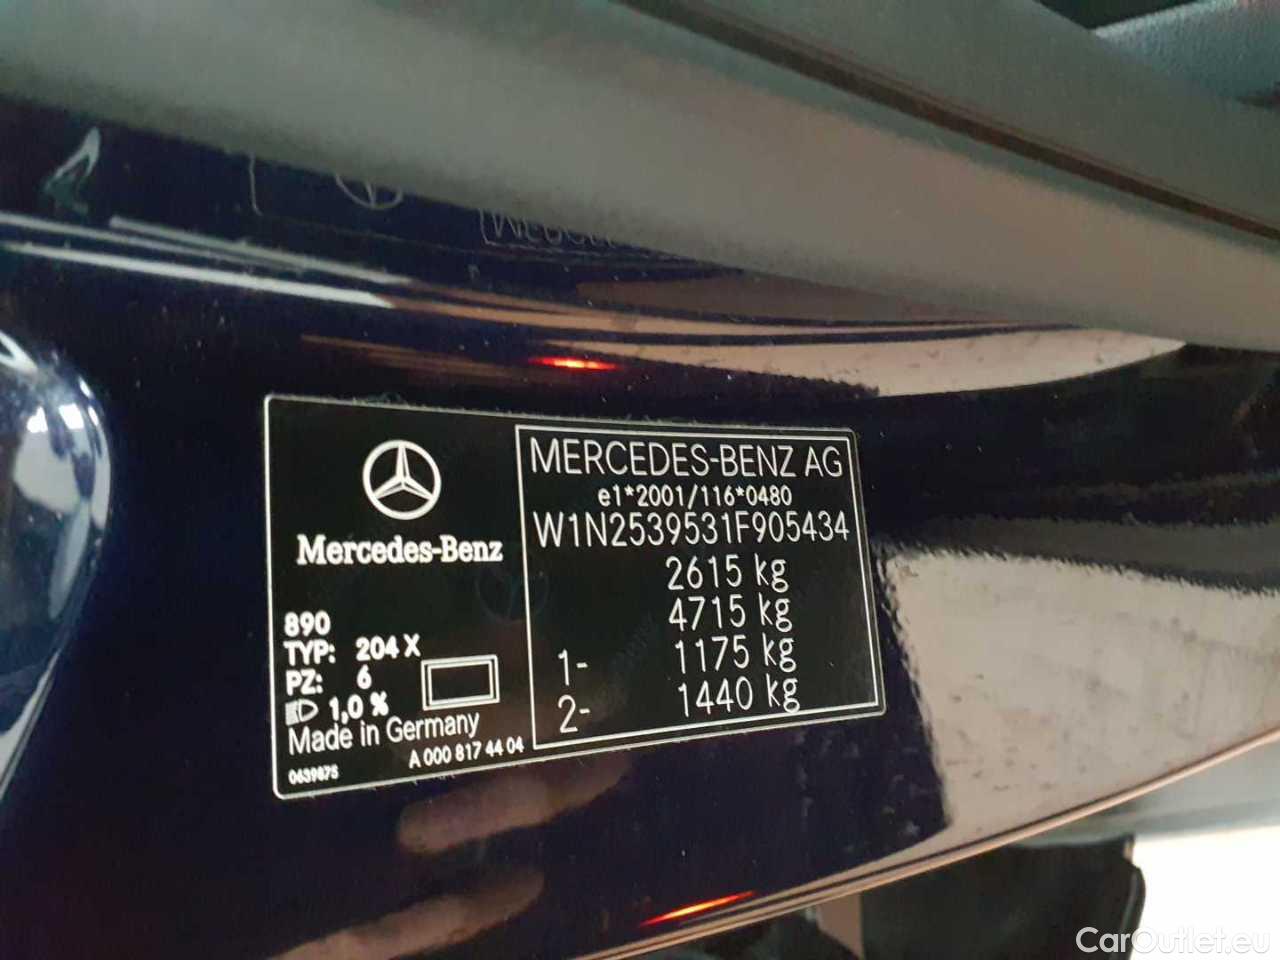 MERCEDES-BENZ AG
e1*2001/116*0480
W1N2539531F905434
2615 kg
4715 kg
1- 1175 kg
2- 1440 kg
Mercedes-Benz
890
TYP: 204 X
PZ: 6
1,0 %
Made in Germany
A 000 817 44 04
0439875
CarOutlet.eu